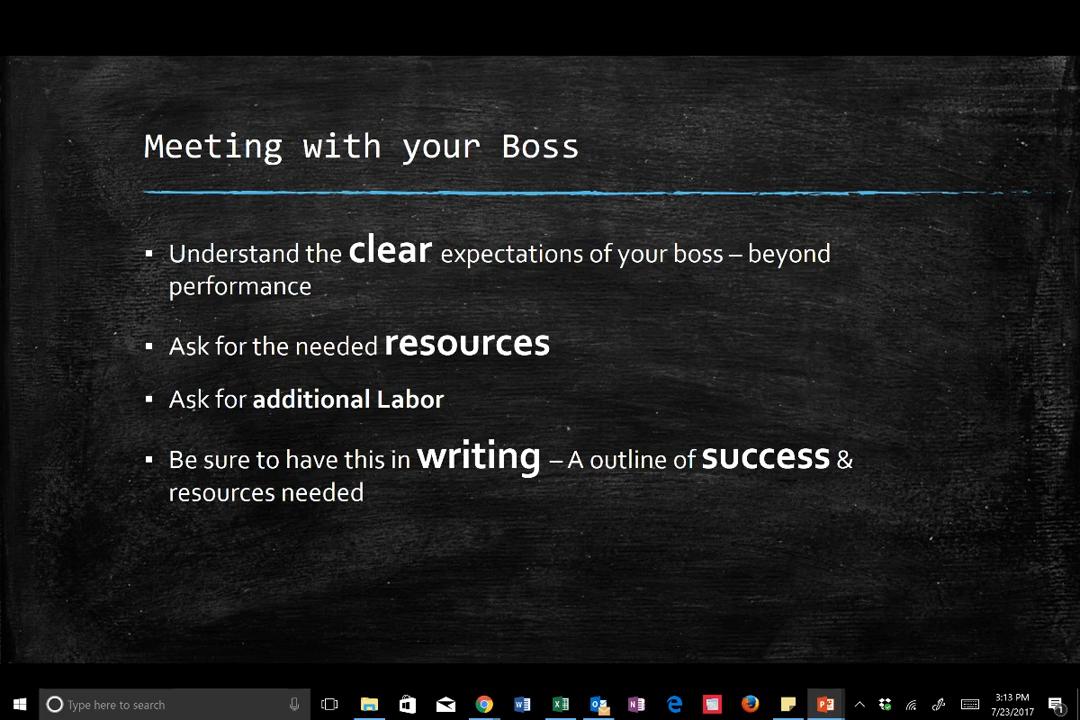 Meeting with your Boss
▪ Understand the clear expectations of your boss – beyond
performance
▪ Ask for the needed resources
▪ Ask for additional Labor
▪ Be sure to have this in writing – A outline of success &
resources needed
Type here to search
3:13 PM
7/23/2017